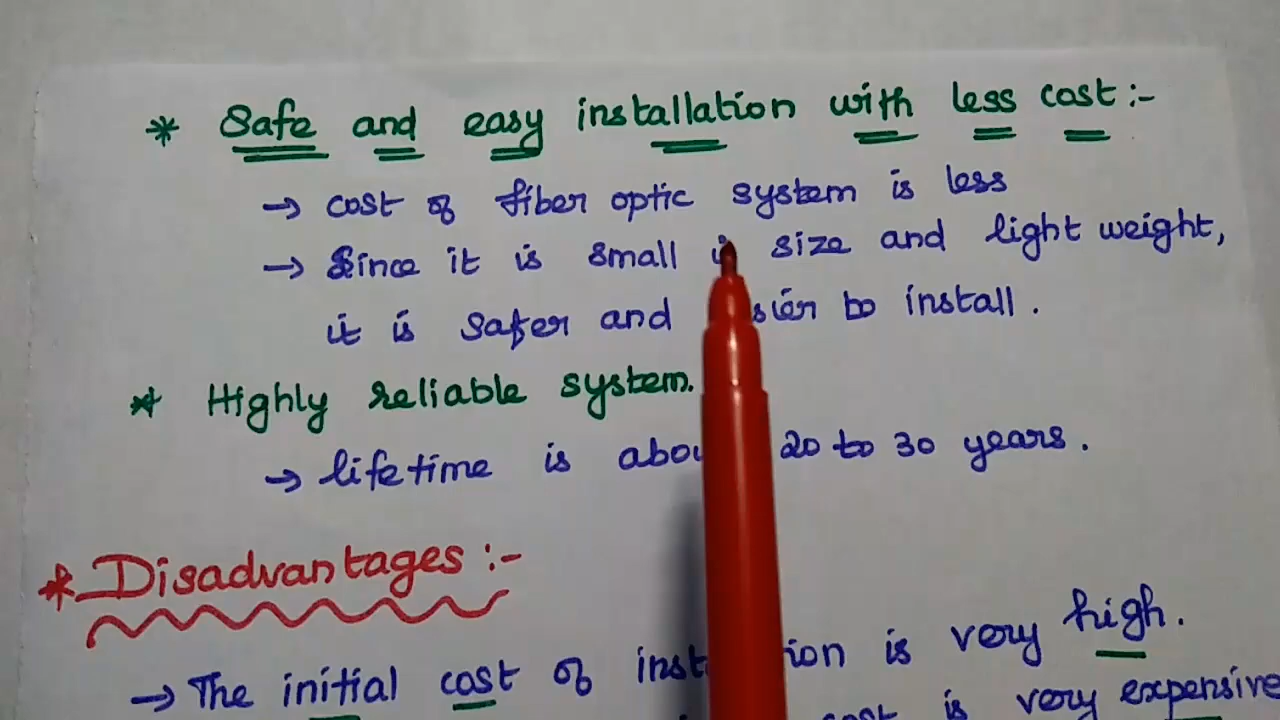 * Safe and easy installation with less cost:-
→ cost of fiber optic system is less
→ Since it is small size and light weight,
it is safer and to install.
* Highly reliable system.
→ lifetime is 20 to 30 years.
* Disadvantages :-
→ The initial cost of is very high.
cost is very expensive